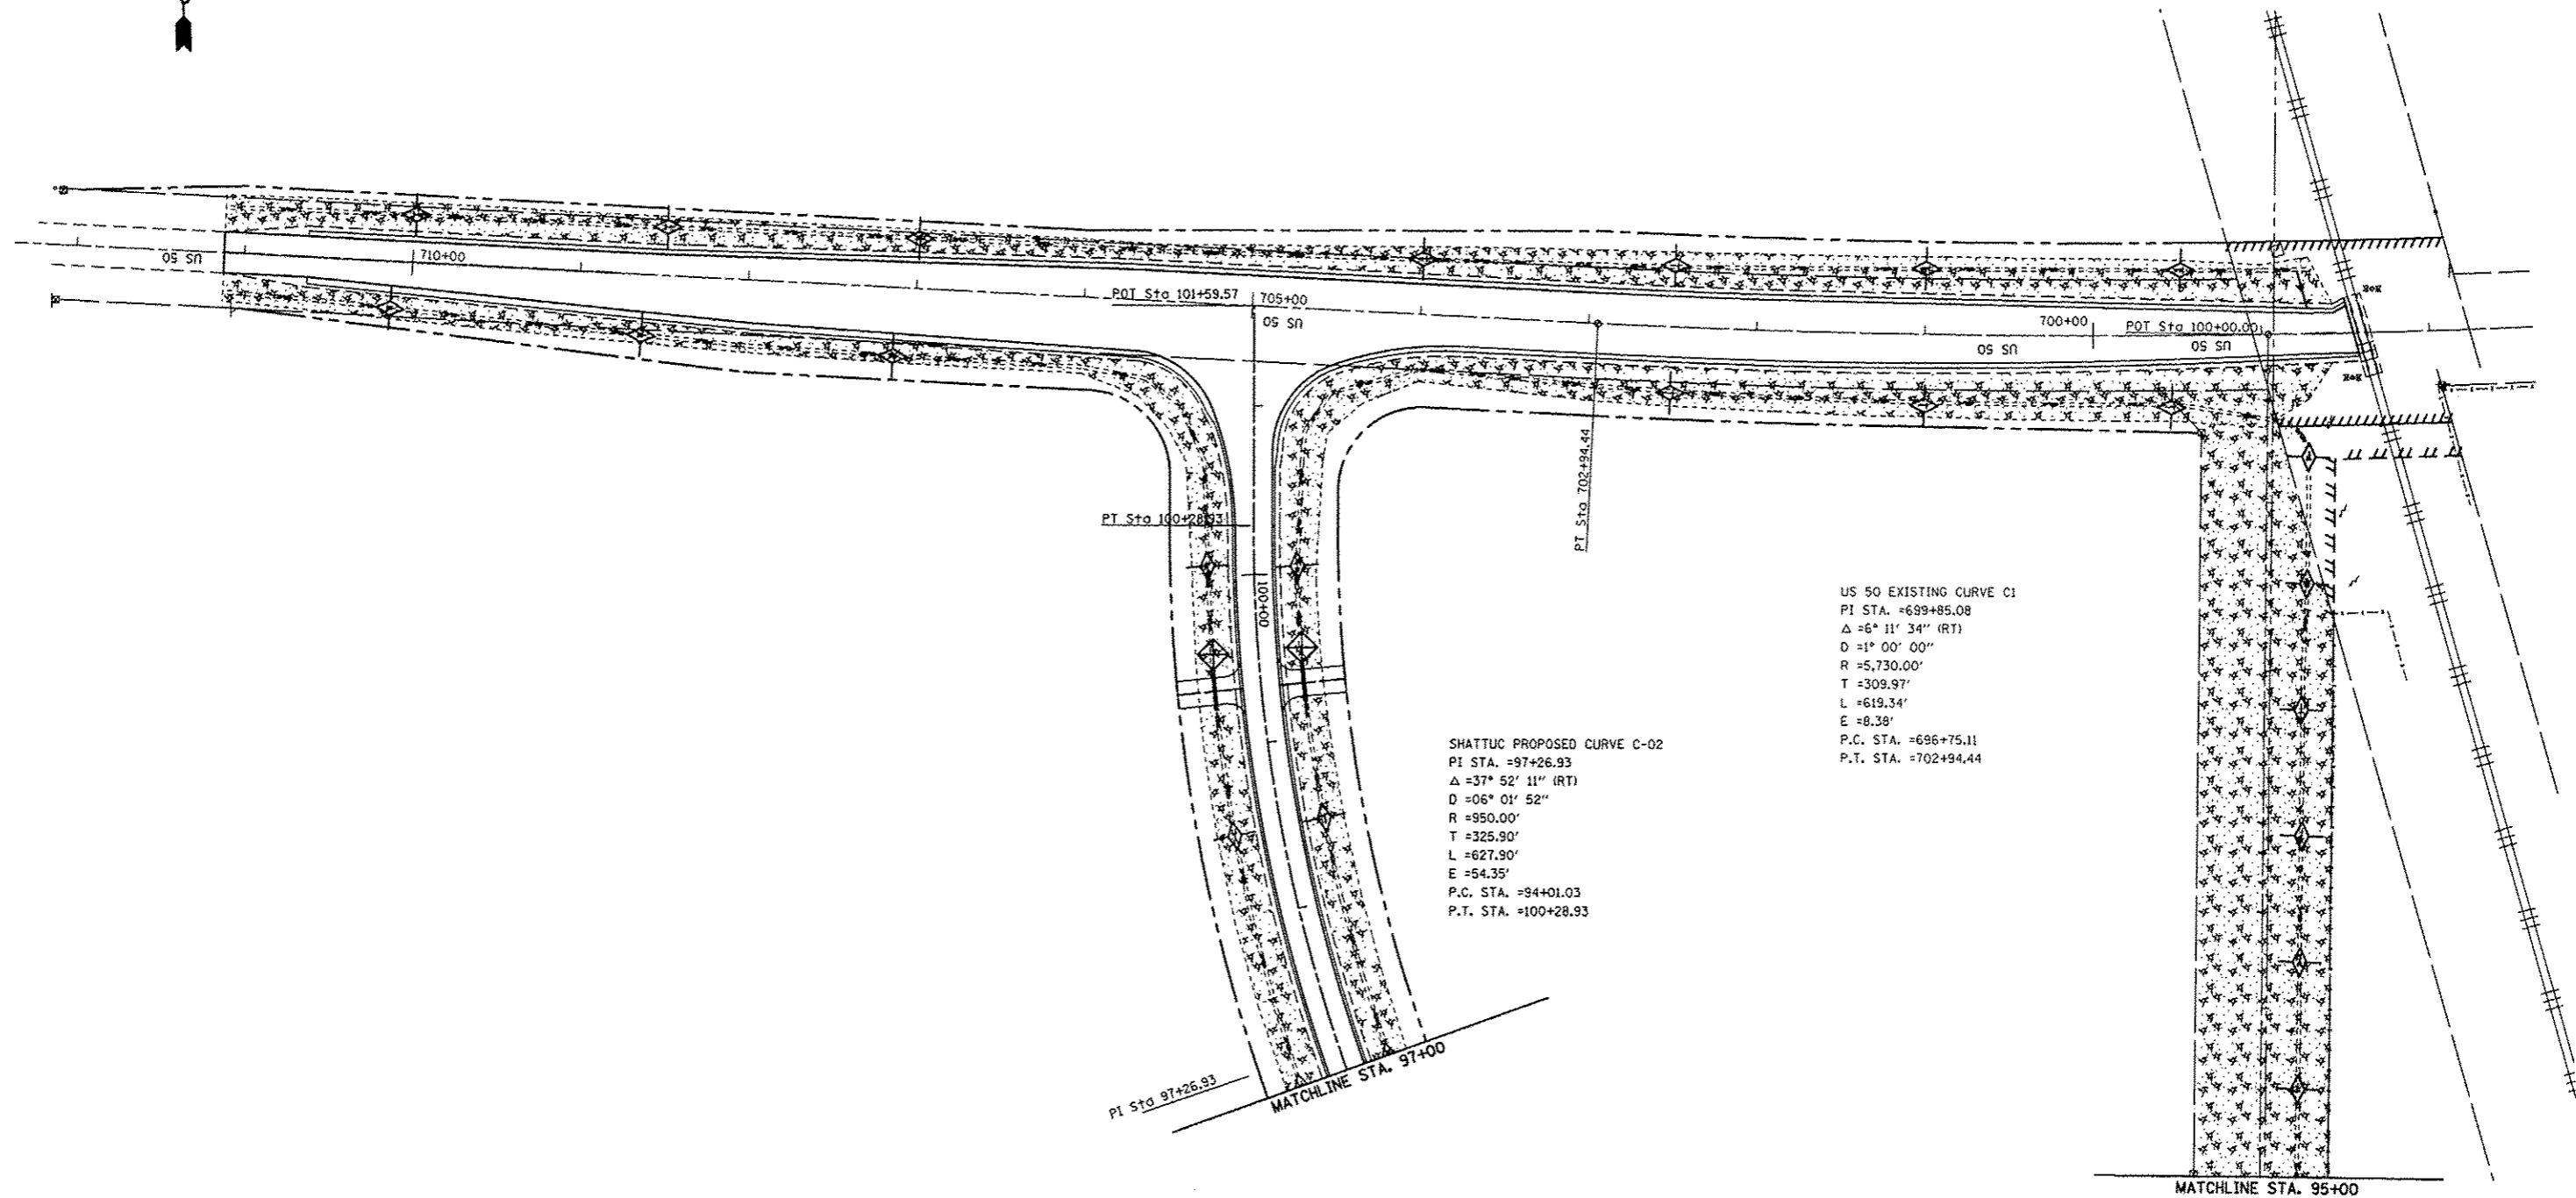 US 50
710+00
POT Sta 101+59.57
705+00
US 50
700+00
POT Sta 100+00.00
US 50
US 50
PT Sta 702+94.44
PT Sta 100+28.93
100+00
US 50 EXISTING CURVE C1
PI STA. =699+85.08
Δ =6° 11' 34" (RT)
D =1° 00' 00"
R =5,730.00'
T =309.97'
L =619.34'
E =8.38'
P.C. STA. =696+75.11
P.T. STA. =702+94.44
SHATTUC PROPOSED CURVE C-02
PI STA. =97+26.93
Δ =37° 52' 11" (RT)
D =06° 01' 52"
R =950.00'
T =325.90'
L =627.90'
E =54.35'
P.C. STA. =94+01.03
P.T. STA. =100+28.93
PI Sta 97+26.93
MATCHLINE STA. 97+00
MATCHLINE STA. 95+00